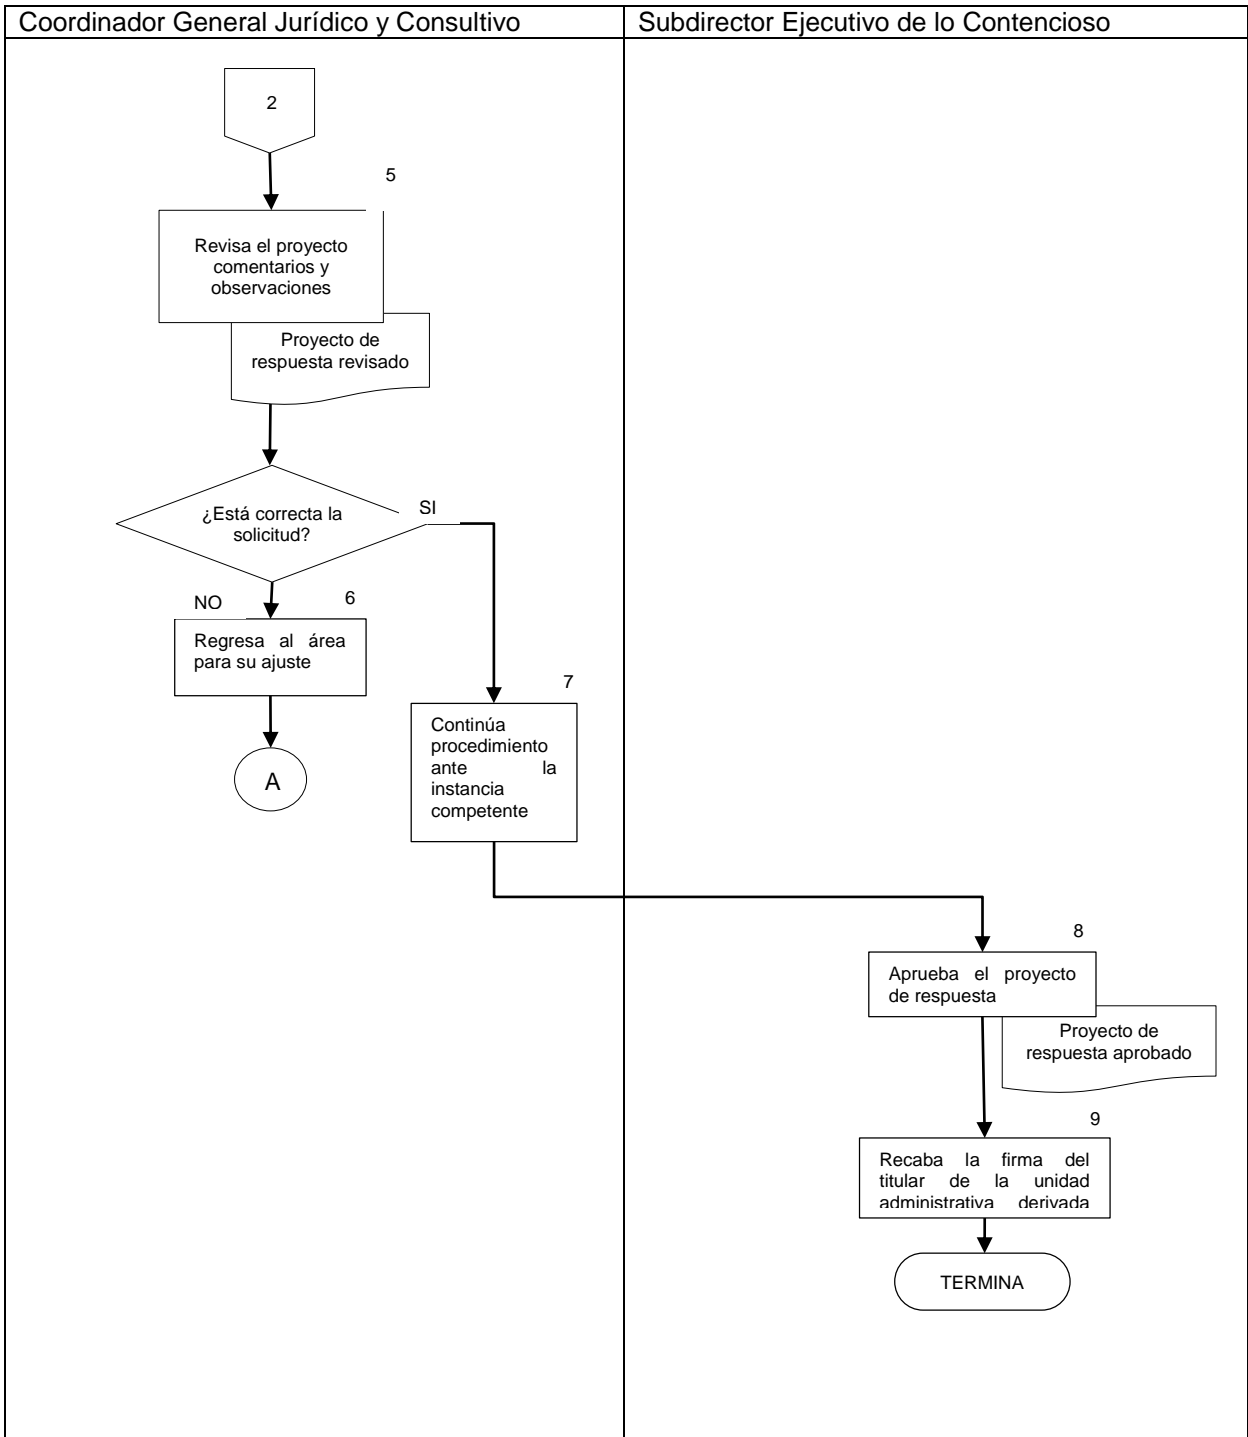 Coordinador General Jurídico y Consultivo
Subdirector Ejecutivo de lo Contencioso
2
5
Revisa el proyecto
comentarios y
observaciones
Proyecto de
respuesta revisado
¿Está correcta la
solicitud?
SI
NO
6
Regresa al área
para su ajuste
A
7
Continúa
procedimiento
ante la
instancia
competente
8
Aprueba el proyecto
de respuesta
Proyecto de
respuesta aprobado
9
Recaba la firma del
titular de la unidad
administrativa derivada
TERMINA